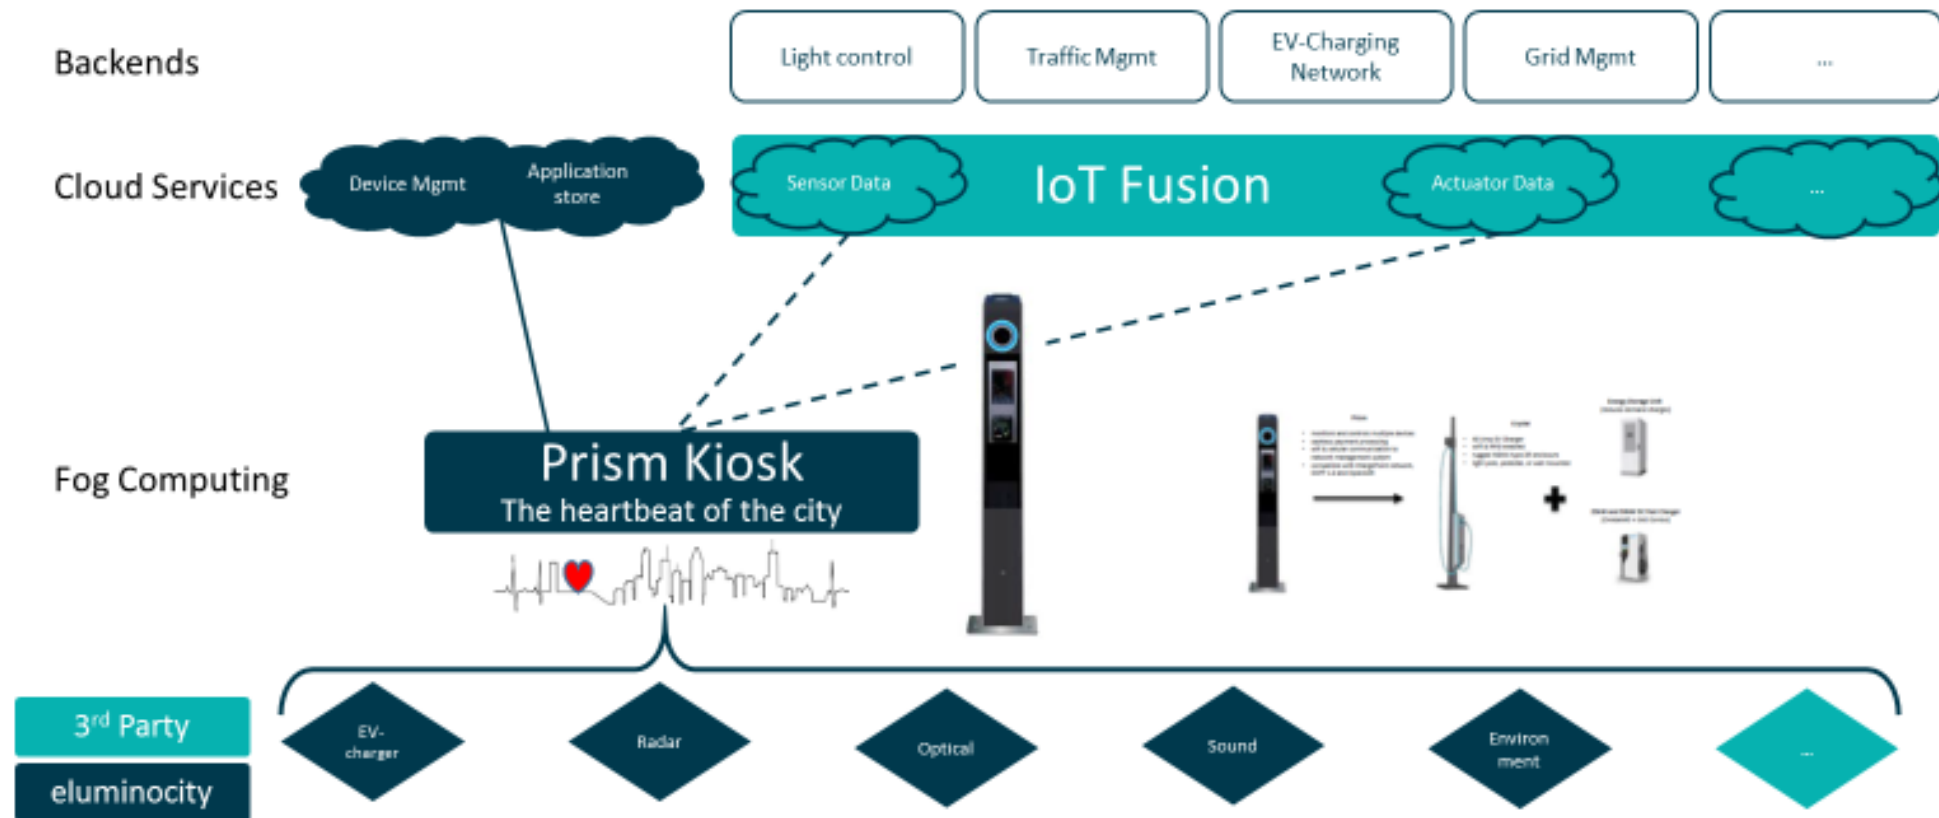 Backends
Light control
Traffic Mgmt
EV-Charging
Network
Grid Mgmt
...
Cloud Services
Device Mgmt
Application
store
Sensor Data
IoT Fusion
Actuator Data
...
Fog Computing
Prism Kiosk
The heartbeat of the city
3rd Party
eluminocity
EV-
charger
Radar
Optical
Sound
Environ
ment
...